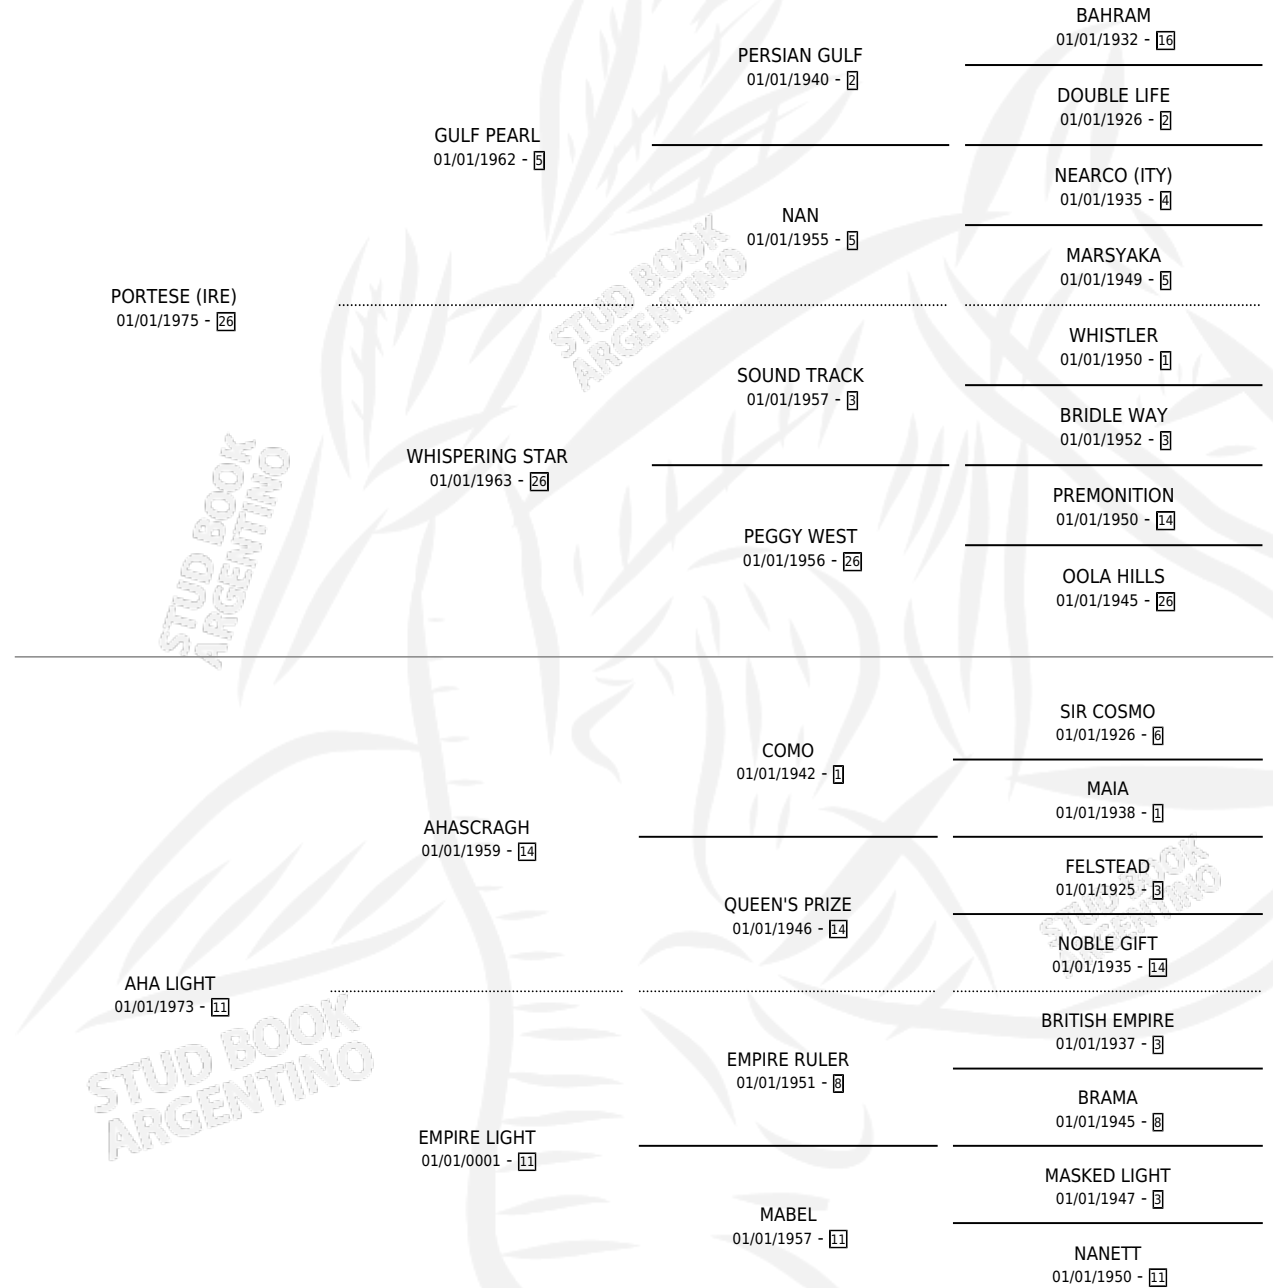 BAHRAM
01/01/1932 - 16
PERSIAN GULF
01/01/1940 - 2
DOUBLE LIFE
01/01/1926 - 2
GULF PEARL
01/01/1962 - 5
NEARCO (ITY)
01/01/1935 - 4
NAN
01/01/1955 - 5
MARSYAKA
01/01/1949 - 5
PORTESE (IRE)
01/01/1975 - 26
WHISTLER
01/01/1950 - 1
SOUND TRACK
01/01/1957 - 3
BRIDLE WAY
01/01/1952 - 3
WHISPERING STAR
01/01/1963 - 26
PREMONITION
01/01/1950 - 14
PEGGY WEST
01/01/1956 - 26
OOLA HILLS
01/01/1945 - 26
SIR COSMO
01/01/1926 - 6
COMO
01/01/1942 - 1
MAIA
01/01/1938 - 1
AHASCRAGH
01/01/1959 - 14
FELSTEAD
01/01/1925 - 3
QUEEN'S PRIZE
01/01/1946 - 14
NOBLE GIFT
01/01/1935 - 14
AHA LIGHT
01/01/1973 - 11
BRITISH EMPIRE
01/01/1937 - 3
EMPIRE RULER
01/01/1951 - 8
BRAMA
01/01/1945 - 8
EMPIRE LIGHT
01/01/0001 - 11
MASKED LIGHT
01/01/1947 - 3
MABEL
01/01/1957 - 11
NANETT
01/01/1950 - 11
STUD BOOK
ARGENTINO
STUD BOOK
ARGENTINO
STUD BOOK
ARGENTINO
STUD BOOK
ARGENTINO